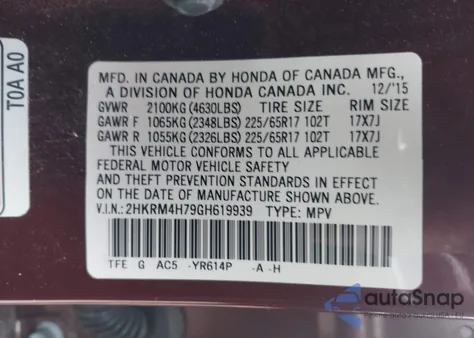 TOA A0
MFD. IN CANADA BY HONDA OF CANADA MFG.,
A DIVISION OF HONDA CANADA INC. 12/'15
GVWR 2100KG (4630LBS) TIRE SIZE RIM SIZE
GAWR F 1065KG (2348LBS) 225/65R17 102T 17X7J
GAWR R 1055KG (2326LBS) 225/65R17 102T 17X7J
THIS VEHICLE CONFORMS TO ALL APPLICABLE
FEDERAL MOTOR VEHICLE SAFETY
AND THEFT PREVENTION STANDARDS IN EFFECT
ON THE DATE OF MANUFACTURE SHOWN ABOVE.
V.I.N.: 2HKRM4H79GH619939 TYPE: MPV
TFE G AC5 -YR614P -A -H
autoSnap